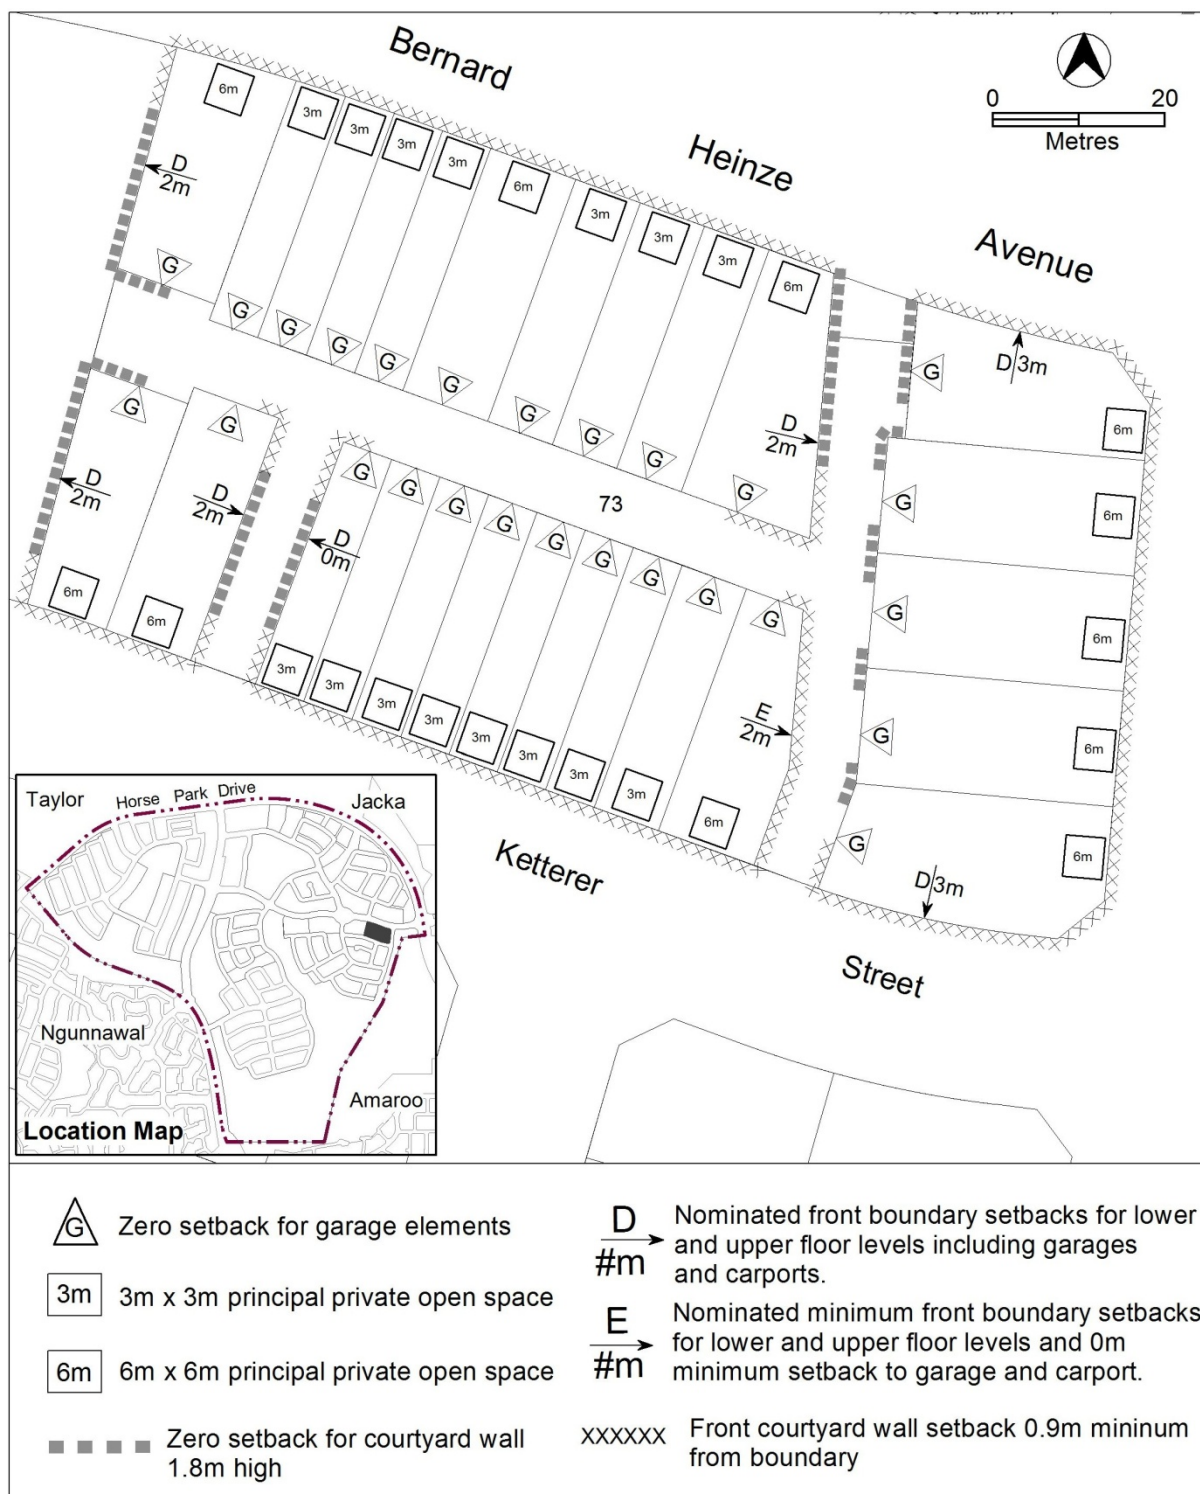 Bernard
Heinze
Avenue
0 20
Metres
6m
3m
3m
3m
3m
6m
3m
3m
3m
6m
D
2m
G
G
G
G
G
G
G
G
G
G
D
2m
D 3m
G
6m
G
6m
G
6m
G
6m
G
6m
D 3m
G
G
D
2m
D
2m
6m
6m
73
D
0m
G
G
G
G
G
G
G
G
G
3m
3m
3m
3m
3m
3m
3m
3m
6m
E
2m
Ketterer
Street
Taylor
Horse Park Drive
Jacka
Ngunnawal
Amaroo
Location Map
G Zero setback for garage elements
3m 3m x 3m principal private open space
6m 6m x 6m principal private open space
Zero setback for courtyard wall
1.8m high
D
#m
Nominated front boundary setbacks for lower
and upper floor levels including garages
and carports.
E
#m
Nominated minimum front boundary setbacks
for lower and upper floor levels and 0m
minimum setback to garage and carport.
XXXXXX Front courtyard wall setback 0.9m mininum
from boundary